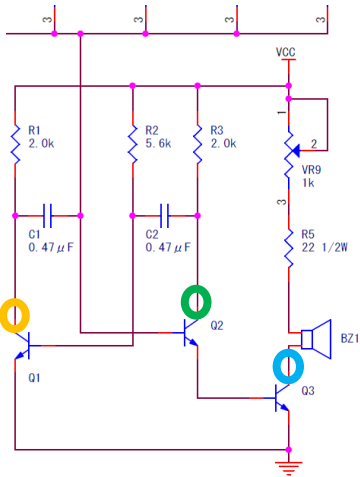 3
3
3
3
VCC
R1
2.0k
R2
5.6k
R3
2.0k
1
2
VR9
1k
3
C1
0.47μF
C2
0.47μF
R5
22 1/2W
Q2
BZ1
Q1
Q3